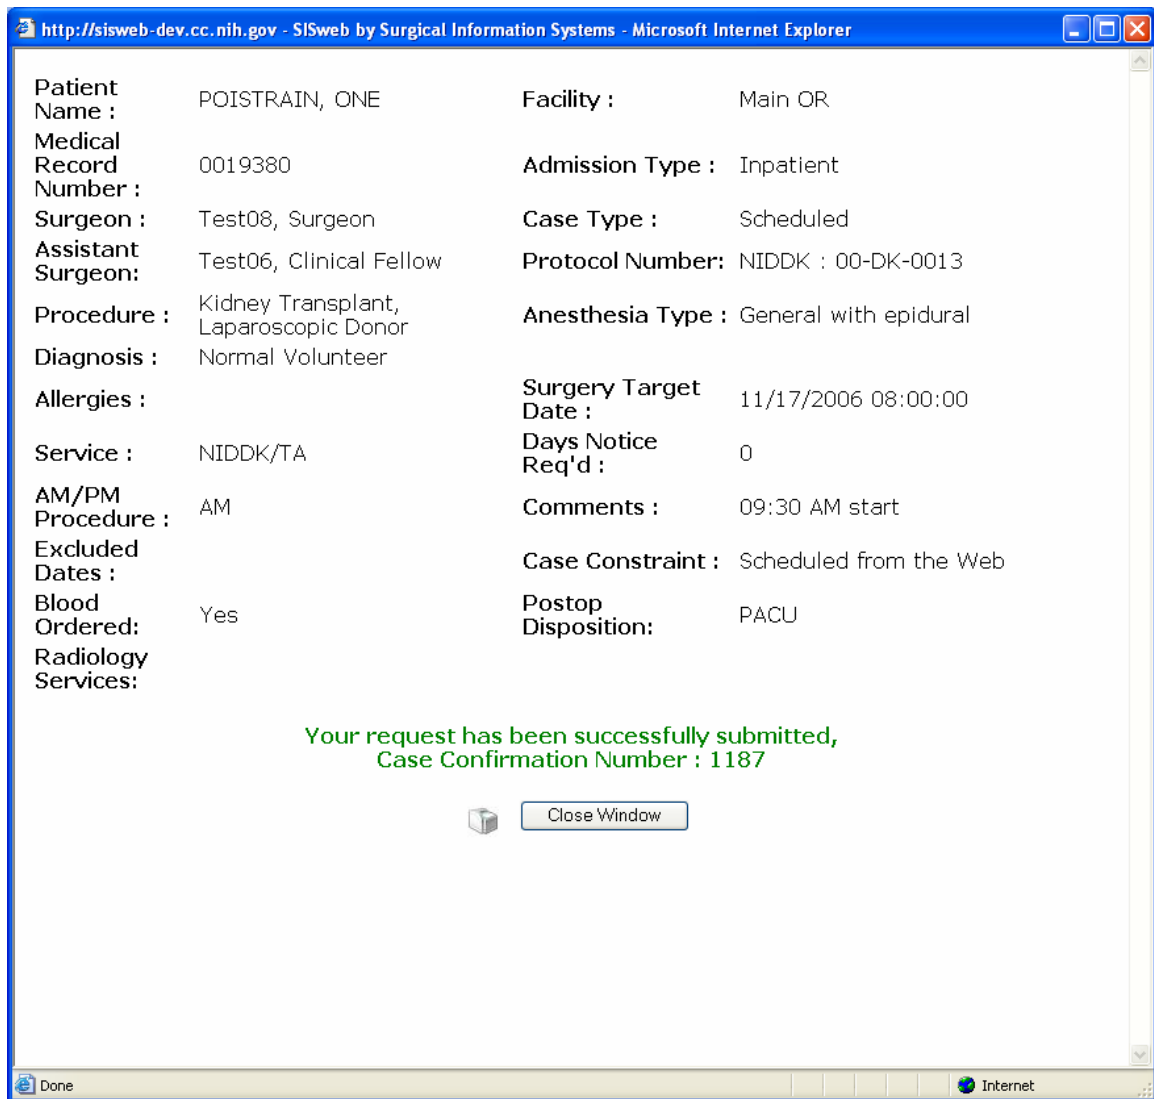 http://sisweb-dev.cc.nih.gov - SISweb by Surgical Information Systems - Microsoft Internet Explorer
Patient
Name :
POISTRAIN, ONE
Facility :
Main OR
Medical
Record
Number :
0019380
Admission Type :
Inpatient
Surgeon :
Test08, Surgeon
Case Type :
Scheduled
Assistant
Surgeon:
Test06, Clinical Fellow
Protocol Number:
NIDDK : 00-DK-0013
Procedure :
Kidney Transplant,
Laparoscopic Donor
Anesthesia Type :
General with epidural
Diagnosis :
Normal Volunteer
Allergies :
Surgery Target
Date :
11/17/2006 08:00:00
Service :
NIDDK/TA
Days Notice
Req'd :
0
AM/PM
Procedure :
AM
Comments :
09:30 AM start
Excluded
Dates :
Case Constraint :
Scheduled from the Web
Blood
Ordered:
Yes
Postop
Disposition:
PACU
Radiology
Services:
Your request has been successfully submitted,
Case Confirmation Number : 1187
Close Window
Done
Internet